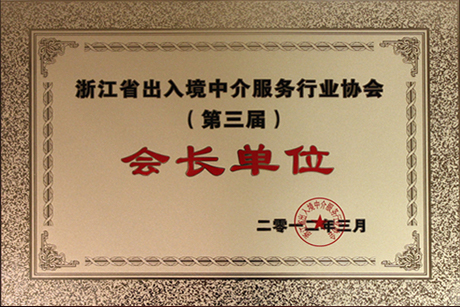 浙江省出入境中介服务行业协会
（第三届）
会长单位
二零一二年三月